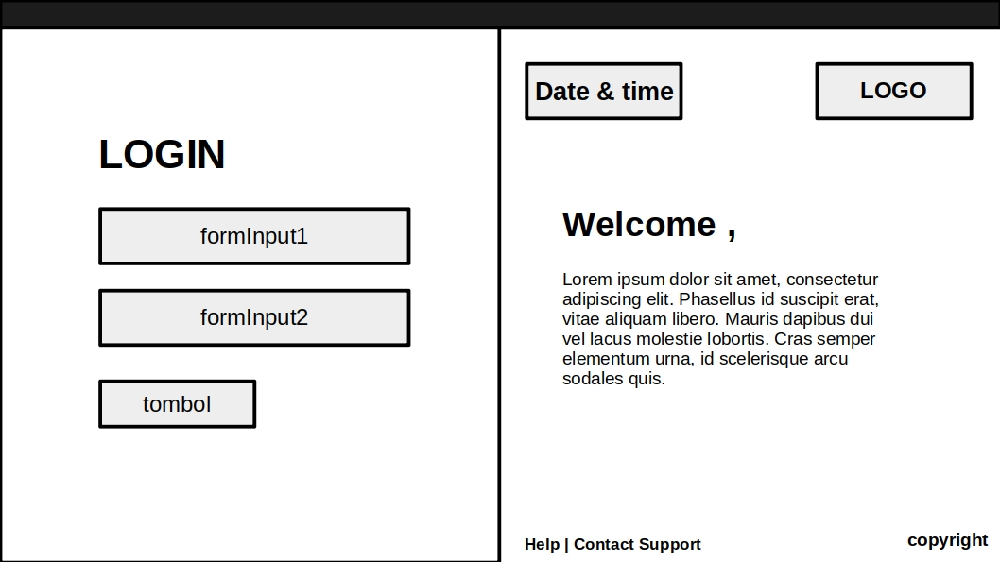 LOGIN
formInput1
formInput2
tombol
Date & time
LOGO
Welcome ,
Lorem ipsum dolor sit amet, consectetur
adipiscing elit. Phasellus id suscipit erat,
vitae aliquam libero. Mauris dapibus dui
vel lacus molestie lobortis. Cras semper
elementum urna, id scelerisque arcu
sodales quis.
Help | Contact Support
copyright